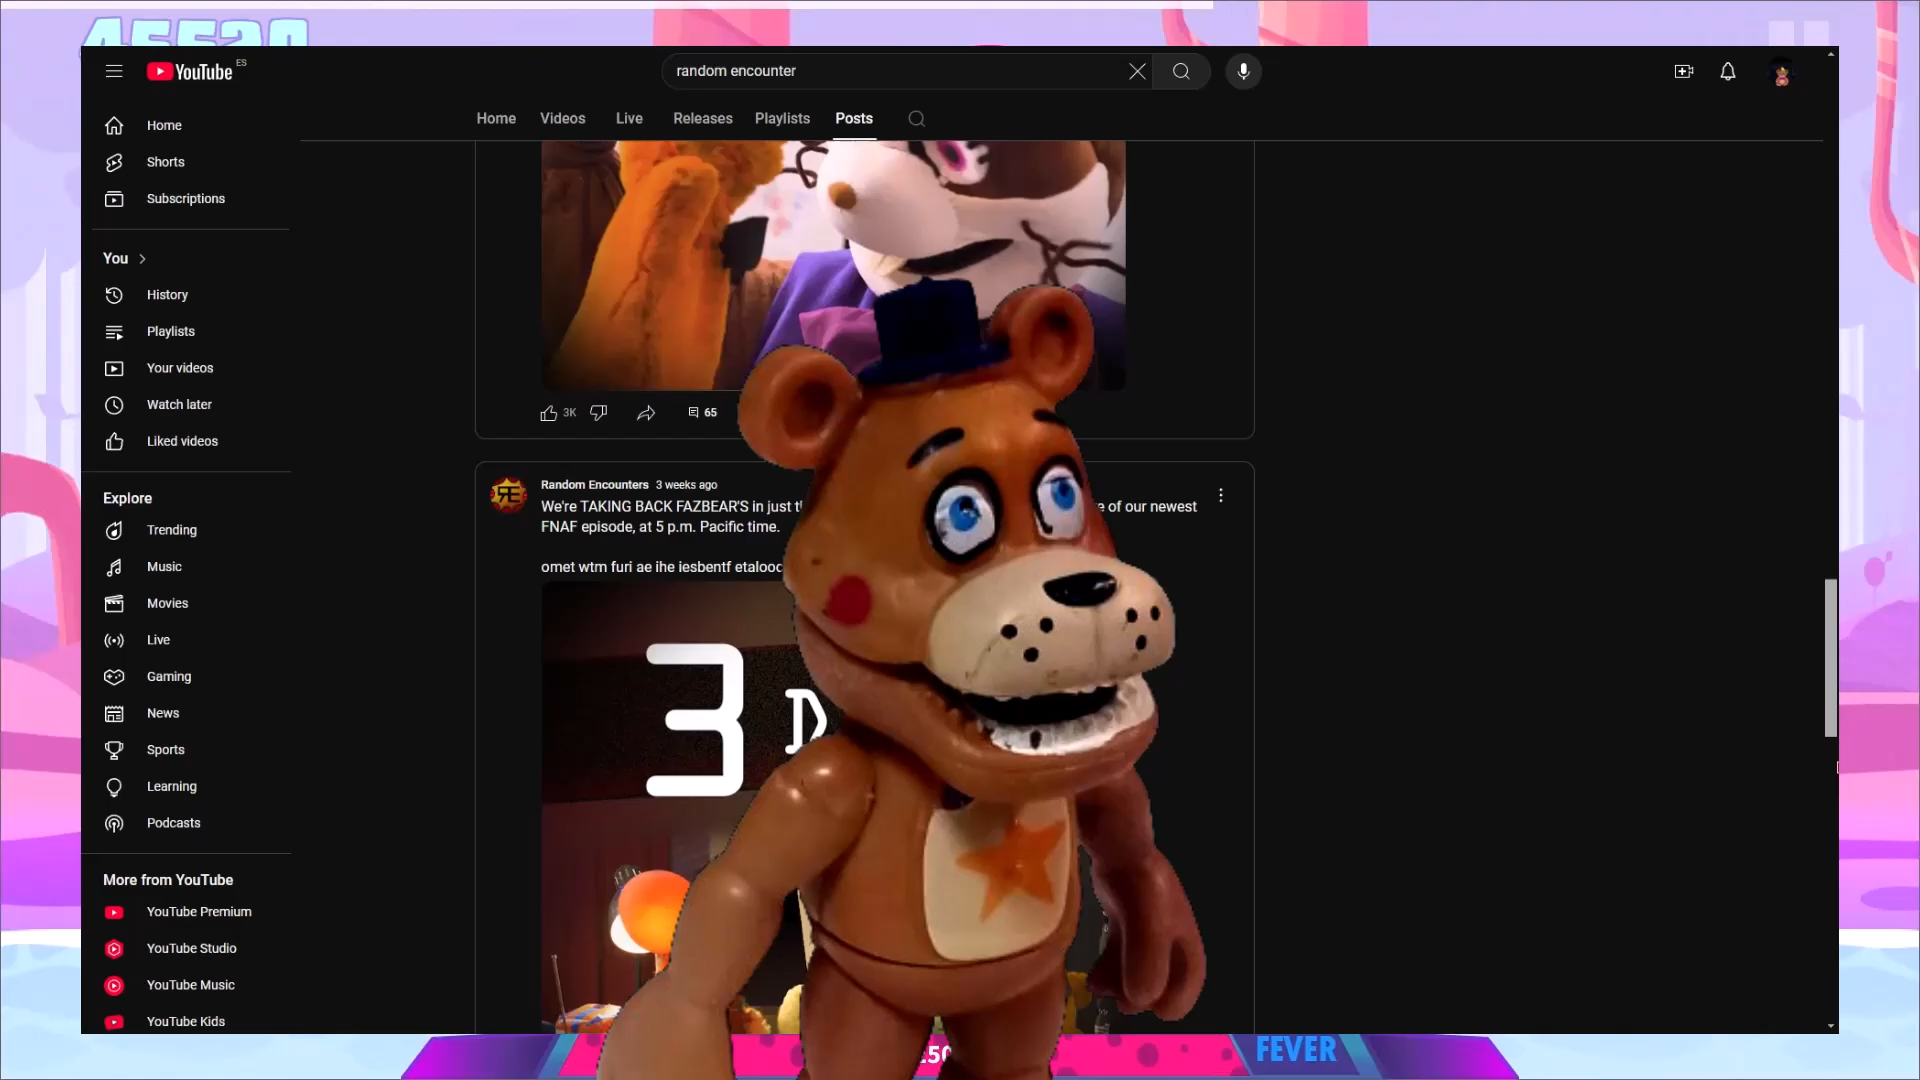 45530
YouTube ES
random encounter
Home
Videos
Live
Releases
Playlists
Posts
Home
Shorts
Subscriptions
You
History
Playlists
Your videos
Watch later
Liked videos
Explore
Trending
Music
Movies
Live
Gaming
News
Sports
Learning
Podcasts
More from YouTube
YouTube Premium
YouTube Studio
YouTube Music
YouTube Kids
3K
65
RE
Random Encounters 3 weeks ago
We're TAKING BACK FAZBEAR'S in just e of our newest
FNAF episode, at 5 p.m. Pacific time.
omet wtm furi ae ihe iesbentf
3 D
FEVER